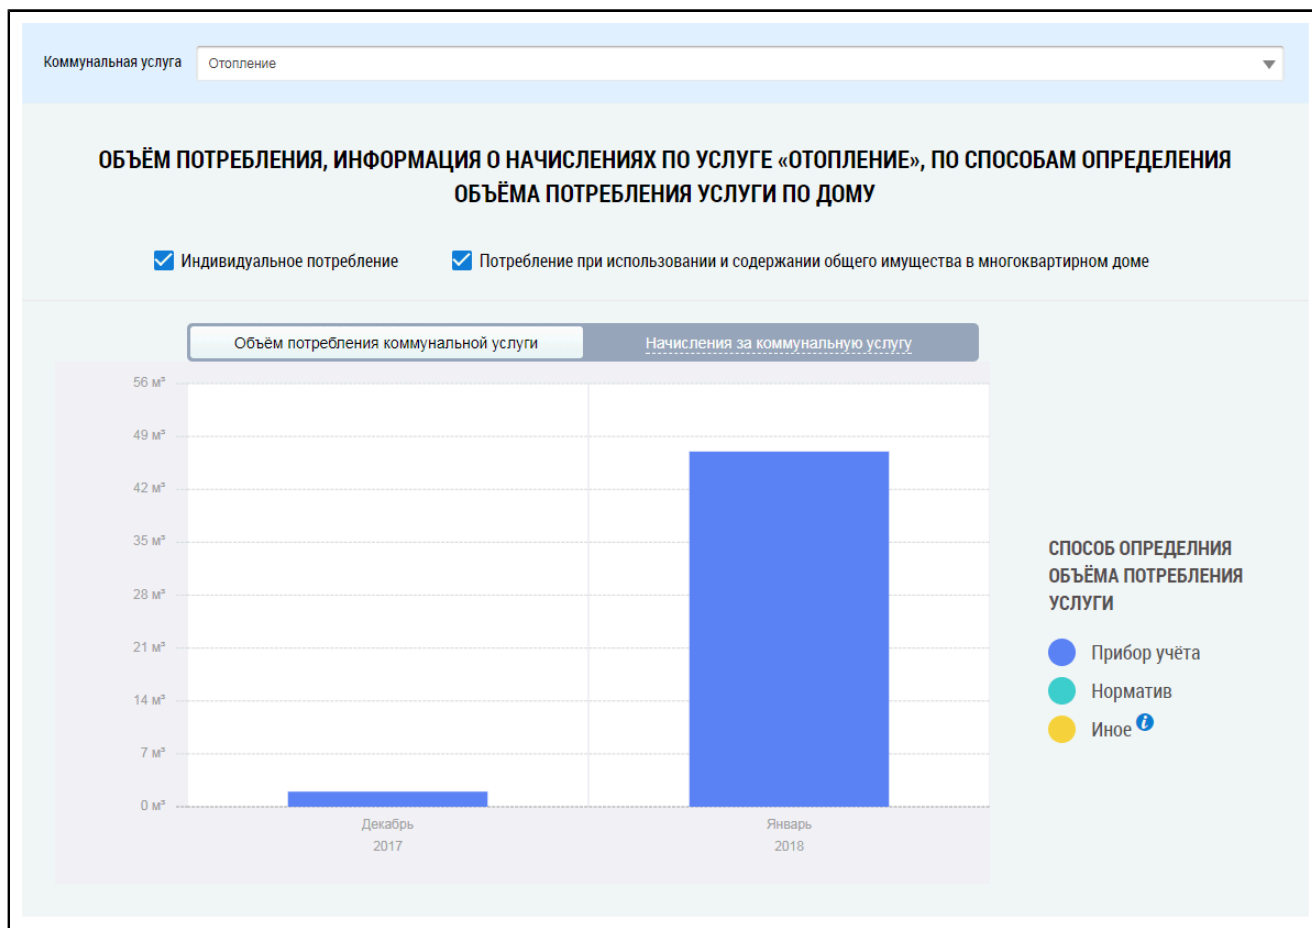 Коммунальная услуга
Отопление
ОБЪЁМ ПОТРЕБЛЕНИЯ, ИНФОРМАЦИЯ О НАЧИСЛЕНИЯХ ПО УСЛУГЕ «ОТОПЛЕНИЕ», ПО СПОСОБАМ ОПРЕДЕЛЕНИЯ
ОБЪЁМА ПОТРЕБЛЕНИЯ УСЛУГИ ПО ДОМУ
Индивидуальное потребление
Потребление при использовании и содержании общего имущества в многоквартирном доме
Объём потребления коммунальной услуги
Начисления за коммунальную услугу
56 м³
49 м³
42 м³
35 м³
28 м³
21 м³
14 м³
7 м³
0 м³
Декабрь
2017
Январь
2018
СПОСОБ ОПРЕДЕЛНИЯ
ОБЪЁМА ПОТРЕБЛЕНИЯ
УСЛУГИ
Прибор учёта
Норматив
Иное i